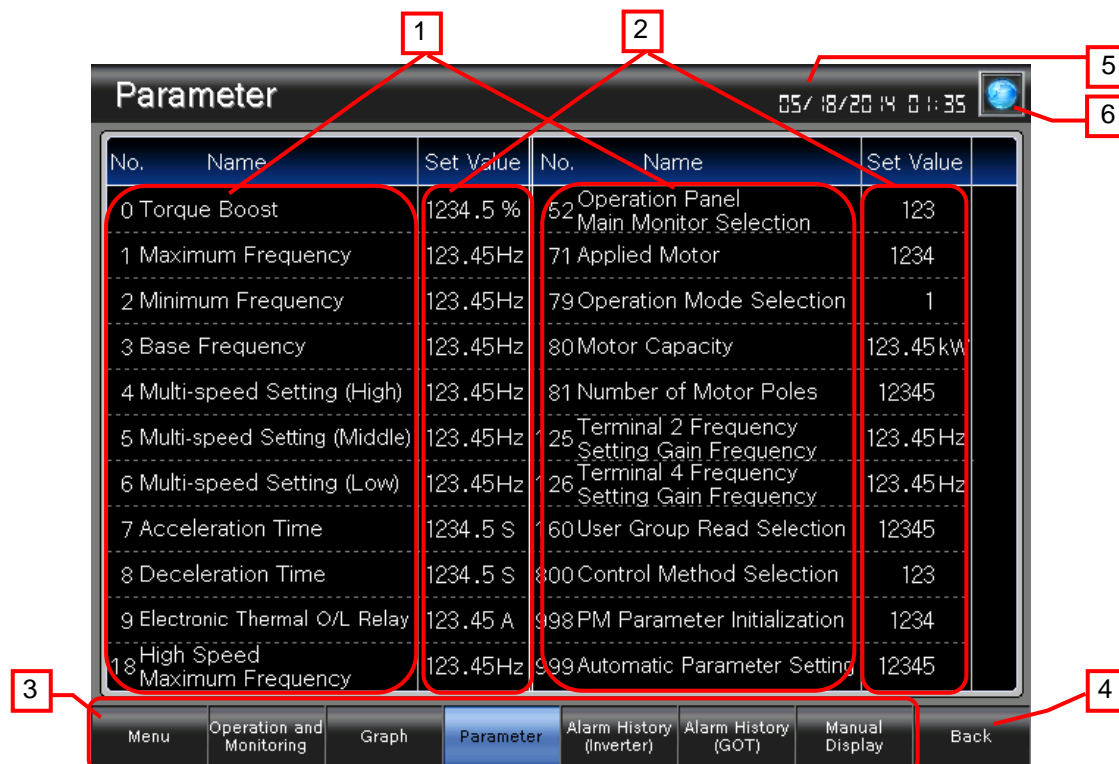 1
2
5
Parameter
05/18/2014 01:35
6
No. Name Set Value No. Name Set Value
0 Torque Boost 1234.5 % 52 Operation Panel Main Monitor Selection 123
1 Maximum Frequency 123.45Hz 71 Applied Motor 1234
2 Minimum Frequency 123.45Hz 79 Operation Mode Selection 1
3 Base Frequency 123.45Hz 80 Motor Capacity 123.45kW
4 Multi-speed Setting (High) 123.45Hz 81 Number of Motor Poles 12345
5 Multi-speed Setting (Middle) 123.45Hz 125 Terminal 2 Frequency Setting Gain Frequency 123.45Hz
6 Multi-speed Setting (Low) 123.45Hz 126 Terminal 4 Frequency Setting Gain Frequency 123.45Hz
7 Acceleration Time 1234.5 S 160 User Group Read Selection 12345
8 Deceleration Time 1234.5 S 800 Control Method Selection 123
9 Electronic Thermal O/L Relay 123.45 A 998 PM Parameter Initialization 1234
18 High Speed Maximum Frequency 123.45Hz 999 Automatic Parameter Setting 12345
3
4
Menu Operation and Monitoring Graph Parameter Alarm History (Inverter) Alarm History (GOT) Manual Display Back